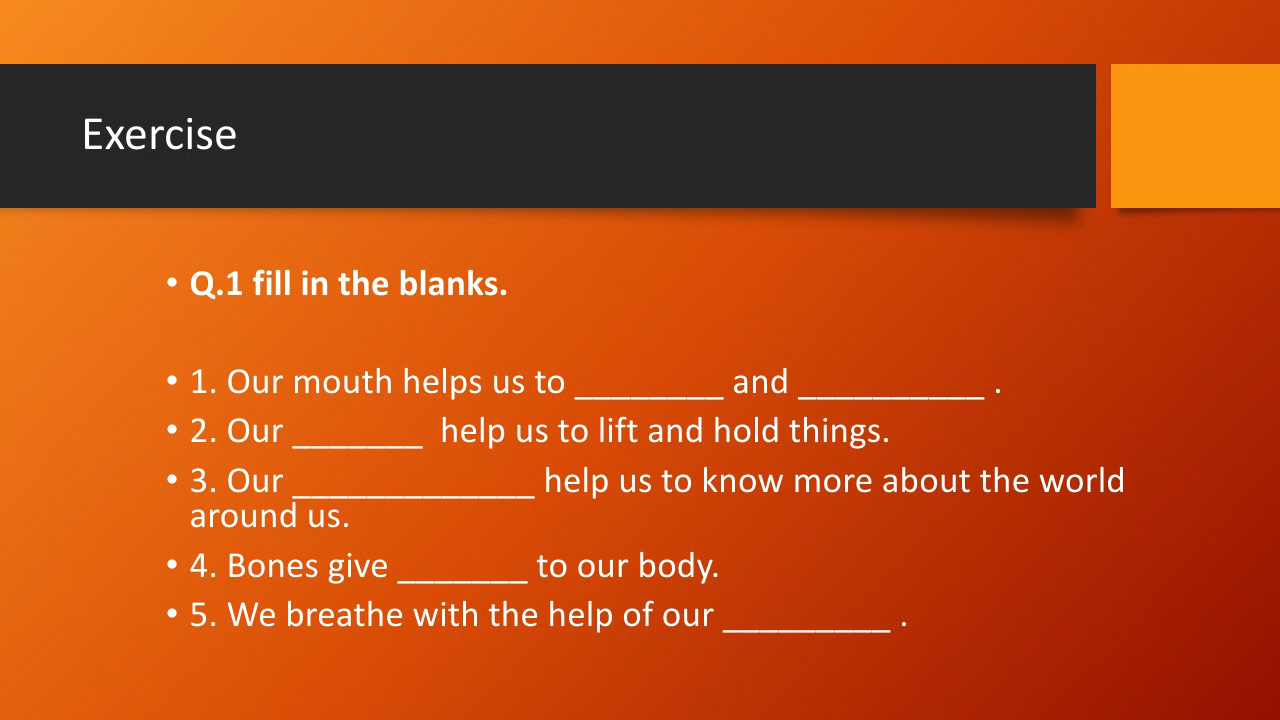 Exercise
• Q.1 fill in the blanks.
• 1. Our mouth helps us to ________ and __________ .
• 2. Our _______  help us to lift and hold things.
• 3. Our _____________ help us to know more about the world
around us.
• 4. Bones give _______ to our body.
• 5. We breathe with the help of our _________ .